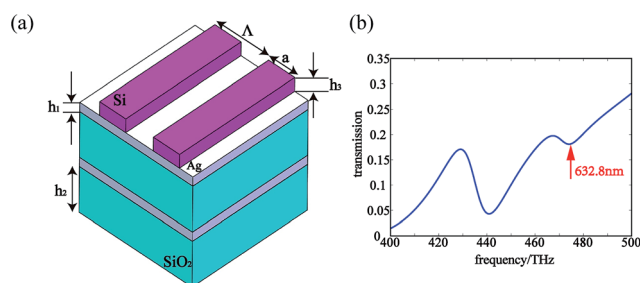 (a)
Λ
a
Si
h₃
h₁
Ag
h₂
SiO₂
(b)
0.35
0.3
0.25
0.2
0.15
0.1
0.05
0
transmission
632.8nm
400 420 440 460 480 500
frequency/THz